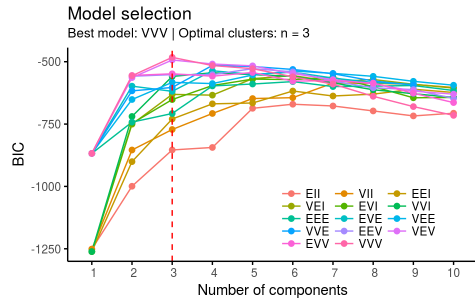 Model selection
Best model: VVV | Optimal clusters: n = 3
BIC
-500
-750
-1000
-1250
EII VII EEI
VEI EVI VVI
EEE EVE VEE
VVE EEV VEV
EVV VVV
1 2 3 4 5 6 7 8 9 10
Number of components